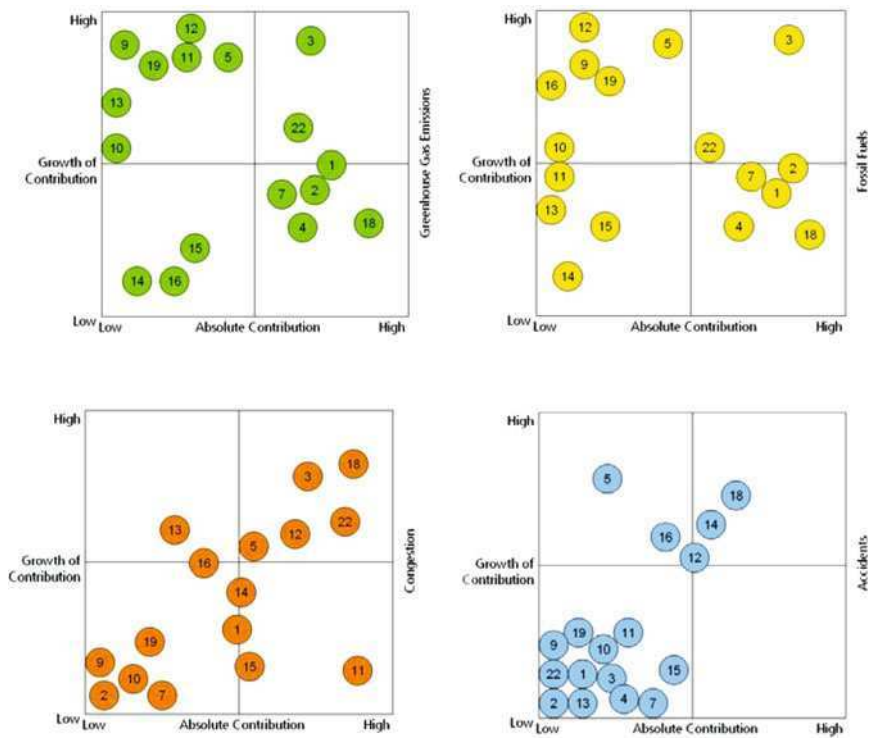 High
12
3
9
11
5
19
13
22
10
Growth of
Contribution
1
7
2
4
18
15
14
16
Low
Low
Absolute Contribution
High
Greenhouse Gas Emissions
High
12
5
3
9
16
19
10
22
Growth of
Contribution
11
7
2
1
13
15
4
18
14
Low
Low
Absolute Contribution
High
Fossil Fuels
High
18
3
22
13
12
5
16
Growth of
Contribution
14
1
19
9
15
11
10
2
7
Low
Low
Absolute Contribution
High
Congestion
High
5
18
14
16
12
Growth of
Contribution
19
11
9
10
15
22
1
3
4
2
13
7
Low
Low
Absolute Contribution
High
Accidents